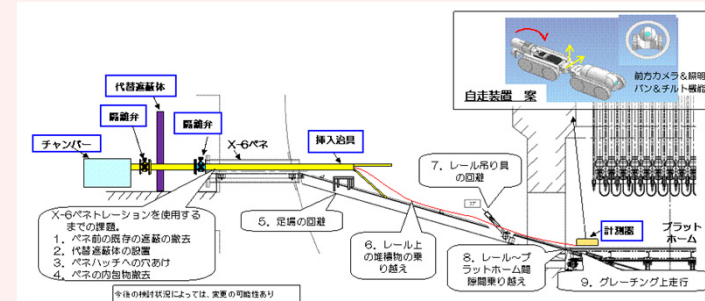 自走装置 案
前方カメラ&照明
パン&チルト機能
代替遮蔽体
隔離弁
隔離弁
チャンバー
X-6ペネ
挿入治具
7. レール吊り具
の回避
X-6ペネトレーションを使用する
までの課題。
1. ペネ前の既存の遮蔽の撤去
2. 代替遮蔽体の設置
3. ペネハッチへの穴あけ
4. ペネの内包物撤去
5. 足場の回避
6. レール上
の堆積物の乗
り越え
計測器
プラット
ホーム
8. レール~プ
ラットホーム間
隙間乗り越え
9. グレーチング上走行
今後の検討状況によっては、変更の可能性あり